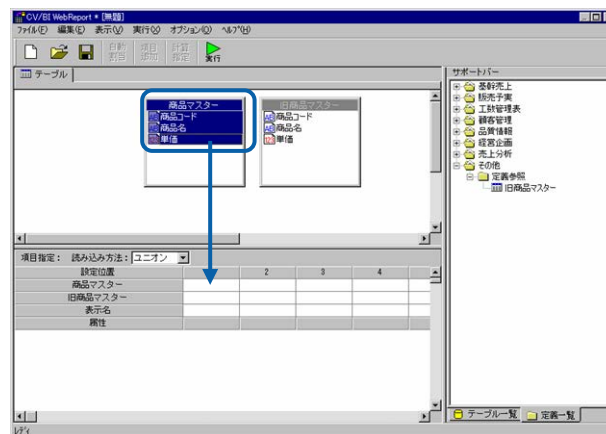 CV/BI WebReport * [無題]
ファイル(F) 編集(E) 表示(V) 実行(X) オプション(O) ヘルプ(H)
自動割当 項目追加 計算指定 実行
テーブル
商品マスター
商品コード
商品名
単価
旧商品マスター
商品コード
商品名
単価
項目指定: 読み込み方法: ユニオン
設定位置 2 3 4
商品マスター
旧商品マスター
表示名
属性
サポートバー
基幹売上
販売予実
工数管理表
顧客管理
品質情報
経営企画
売上分析
その他
定義参照
旧商品マスター
テーブル一覧 定義一覧
レディ